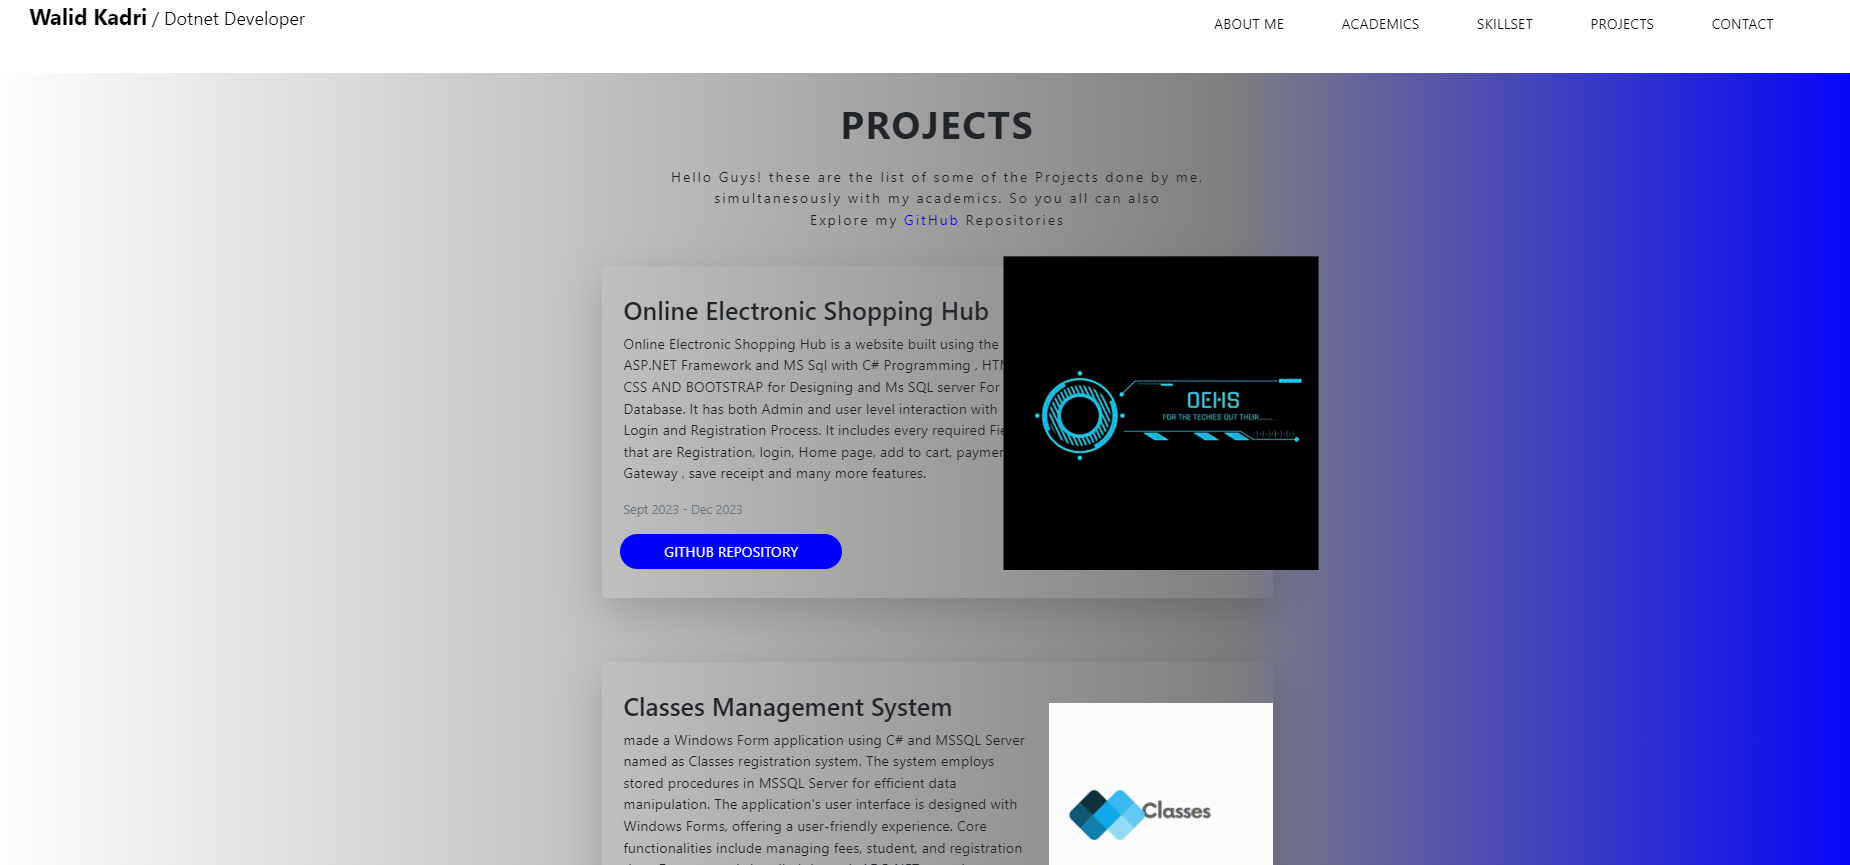 Walid Kadri / Dotnet Developer
ABOUT ME
ACADEMICS
SKILLSET
PROJECTS
CONTACT
PROJECTS
Hello Guys! these are the list of some of the Projects done by me,
simultanesously with my academics. So you all can also
Explore my GitHub Repositories
Online Electronic Shopping Hub
Online Electronic Shopping Hub is a website built using the
ASP.NET Framework and MS Sql with C# Programming ,
CSS AND BOOTSTRAP for Designing and Ms SQL server For
Database. It has both Admin and user level interaction with
Login and Registration Process. It includes every required
that are Registration, login, Home page, add to cart,
Gateway , save receipt and many more features.
Sept 2023 - Dec 2023
GITHUB REPOSITORY
OEHS
FOR THE TECHIES OUT THEIR.......
Classes Management System
made a Windows Form application using C# and MSSQL Server
named as Classes registration system. The system employs
stored procedures in MSSQL Server for efficient data
manipulation. The application's user interface is designed with
Windows Forms, offering a user-friendly experience. Core
functionalities include managing fees, student, and registration
Classes